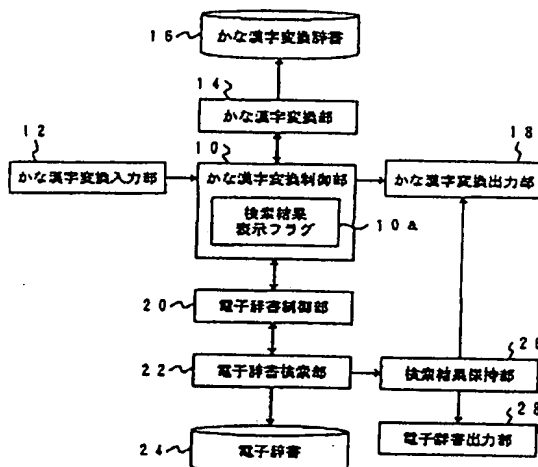 16
かな漢字変換辞書
14
かな漢字変換部
12
10
18
かな漢字変換入力部
かな漢字変換制御部
かな漢字変換出力部
検索結果
表示フラグ
10a
20
電子辞書制御部
26
22
電子辞書検索部
検索結果保持部
28
24
電子辞書
電子辞書出力部